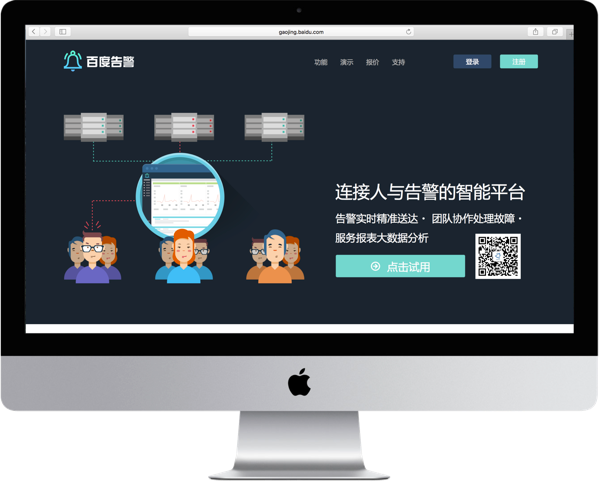 gaojing.baidu.com
百度告警
功能
演示
报价
支持
登录
注册
连接人与告警的智能平台
告警实时精准送达· 团队协作处理故障·
服务报表大数据分析
点击试用